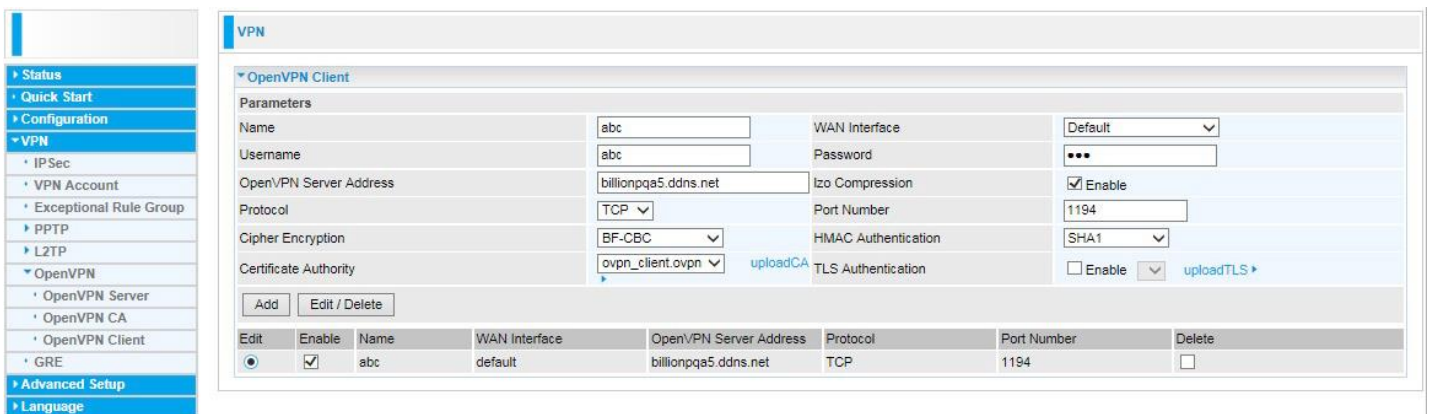 VPN
Status
Quick Start
Configuration
VPN
IPSec
VPN Account
Exceptional Rule Group
PPTP
L2TP
OpenVPN
OpenVPN Server
OpenVPN CA
OpenVPN Client
GRE
Advanced Setup
Language
OpenVPN Client
Parameters
Name abc WAN Interface Default
Username abc Password •••
OpenVPN Server Address billionpqa5.ddns.net lzo Compression Enable
Protocol TCP Port Number 1194
Cipher Encryption BF-CBC HMAC Authentication SHA1
Certificate Authority ovpn_client.ovpn uploadCA TLS Authentication Enable uploadTLS
Add Edit / Delete
Edit Enable Name WAN Interface OpenVPN Server Address Protocol Port Number Delete
abc default billionpqa5.ddns.net TCP 1194